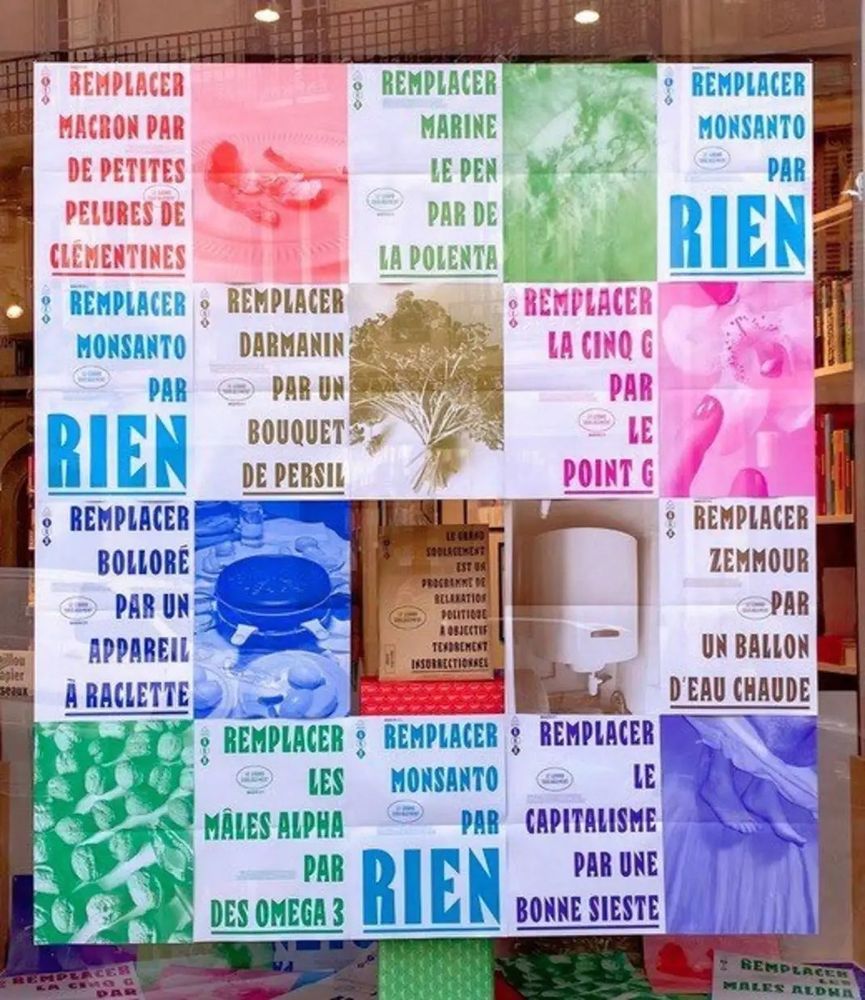 REMPLACER
MACRON PAR
DE PETITES
PELURES DE
CLÉMENTINES
REMPLACER
MARINE
LE PEN
PAR DE
LA POLENTA
REMPLACER
MONSANTO
PAR
RIEN
REMPLACER
MONSANTO
PAR
RIEN
REMPLACER
DARMANIN
PAR UN
BOUQUET
DE PERSIL
REMPLACER
LA CINQ G
PAR
LE
POINT G
REMPLACER
BOLLORÉ
PAR UN
APPAREIL
À RACLETTE
LE GRAND
SOULAGEMENT
EST UN
PROGRAMME DE
RELAXATION
POLITIQUE
À OBJECTIF
TENDREMENT
INSURRECTIONNEL
REMPLACER
ZEMMOUR
PAR
UN BALLON
D'EAU CHAUDE
REMPLACER
LES
MÂLES ALPHA
PAR
DES OMEGA 3
REMPLACER
MONSANTO
PAR
RIEN
REMPLACER
LE
CAPITALISME
PAR UNE
BONNE SIESTE
REMPLACER
LA CINQ G
PAR
REMPLACER
LES
MÂLES ALPHA